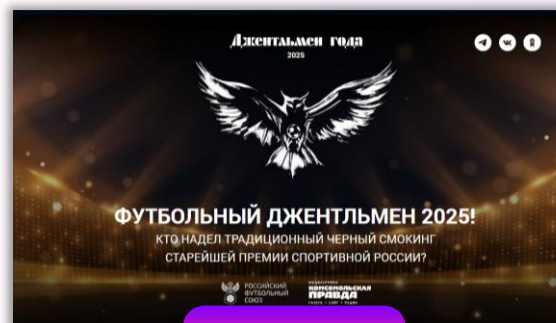 Джентльмен года
2025
ФУТБОЛЬНЫЙ ДЖЕНТЛЬМЕН 2025!
КТО НАДЕЛ ТРАДИЦИОННЫЙ ЧЕРНЫЙ СМОКИНГ
СТАРЕЙШЕЙ ПРЕМИИ СПОРТИВНОЙ РОССИИ?
РОССИЙСКИЙ
ФУТБОЛЬНЫЙ
СОЮЗ
МЕДИАГРУППА
КОМСОМОЛЬСКАЯ
ПРАВДА